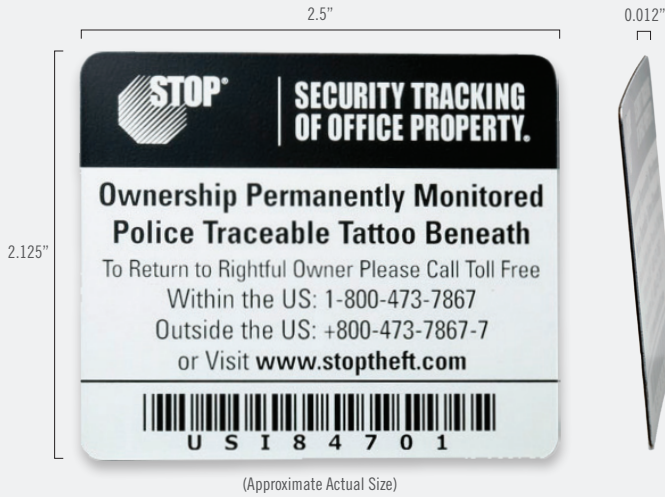 2.5"
0.012"
STOP®
SECURITY TRACKING
OF OFFICE PROPERTY.
2.125"
Ownership Permanently Monitored
Police Traceable Tattoo Beneath
To Return to Rightful Owner Please Call Toll Free
Within the US: 1-800-473-7867
Outside the US: +800-473-7867-7
or Visit www.stoptheft.com
USI84701
(Approximate Actual Size)